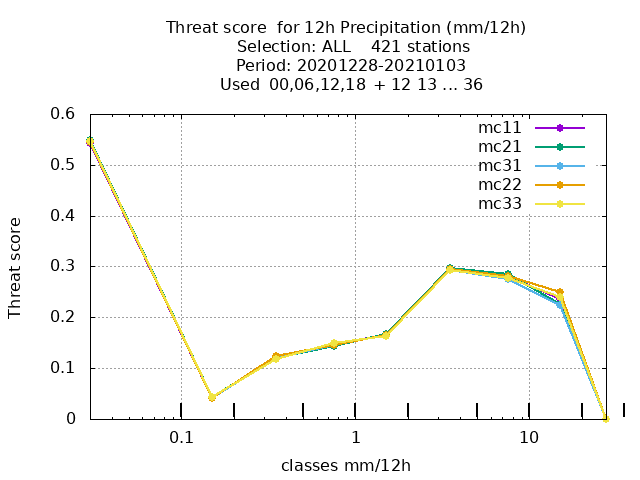 Threat score  for 12h Precipitation (mm/12h)
Selection: ALL    421 stations
Period: 20201228-20210103
Used  00,06,12,18  + 12 13 ... 36
0.6
0.5
0.4
0.3
0.2
0.1
0
Threat score
mc11
mc21
mc31
mc22
mc33
0.1
1
10
classes mm/12h